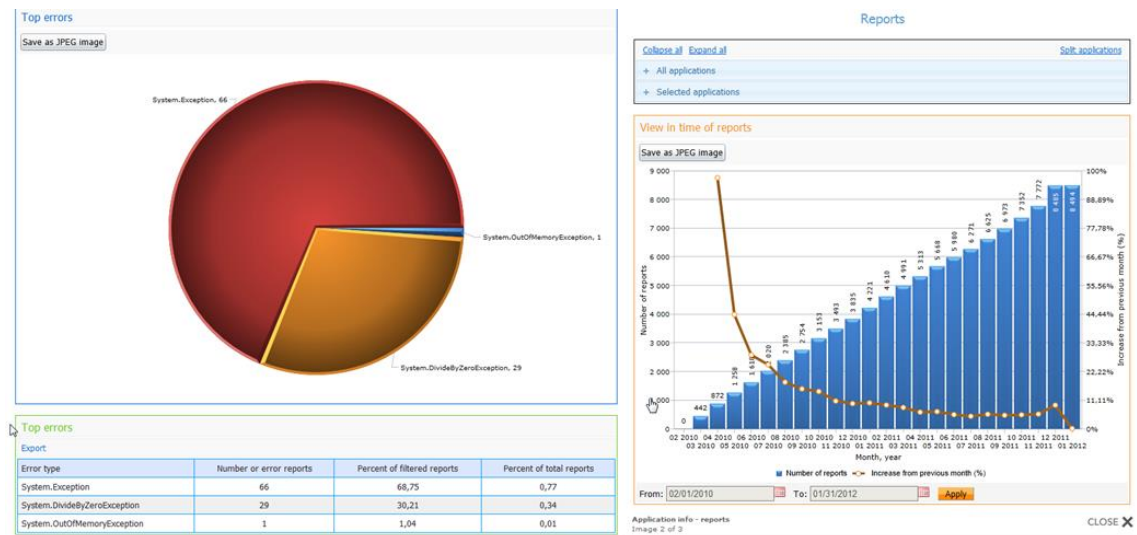 Top errors
Save as JPEG image
System.Exception, 66
System.OutOfMemoryException, 1
System.DivideByZeroException, 29
Top errors
Export
Error type Number or error reports Percent of filtered reports Percent of total reports
System.Exception 66 68,75 0,77
System.DivideByZeroException 29 30,21 0,34
System.OutOfMemoryException 1 1,04 0,01
Reports
Collapse all Expand all Split applications
+ All applications
+ Selected applications
View in time of reports
Save as JPEG image
Number of reports
9 000
8 000
7 000
6 000
5 000
4 000
3 000
2 000
000
0
0
442
872
1 258
1 618
2 020
2 385
2 754
3 153
3 493
3 835
4 221
4 610
4 991
5 313
5 668
5 980
6 271
6 625
6 973
7 352
7 772
8 485
8 494
100%
88,89%
77,78%
66,67%
55,56%
44,44%
33,33%
22,22%
11,11%
0%
Increase from previous month (%)
02 2010 04 2010 06 2010 08 2010 10 2010 12 2010 02 2011 04 2011 06 2011 08 2011 10 2011 12 2011
03 2010 05 2010 07 2010 09 2010 11 2010 01 2011 03 2011 05 2011 07 2011 09 2011 11 2011 01 2012
Month, year
Number of reports Increase from previous month (%)
From: 02/01/2010 To: 01/31/2012 Apply
Application info - reports
Image 2 of 3
CLOSE X